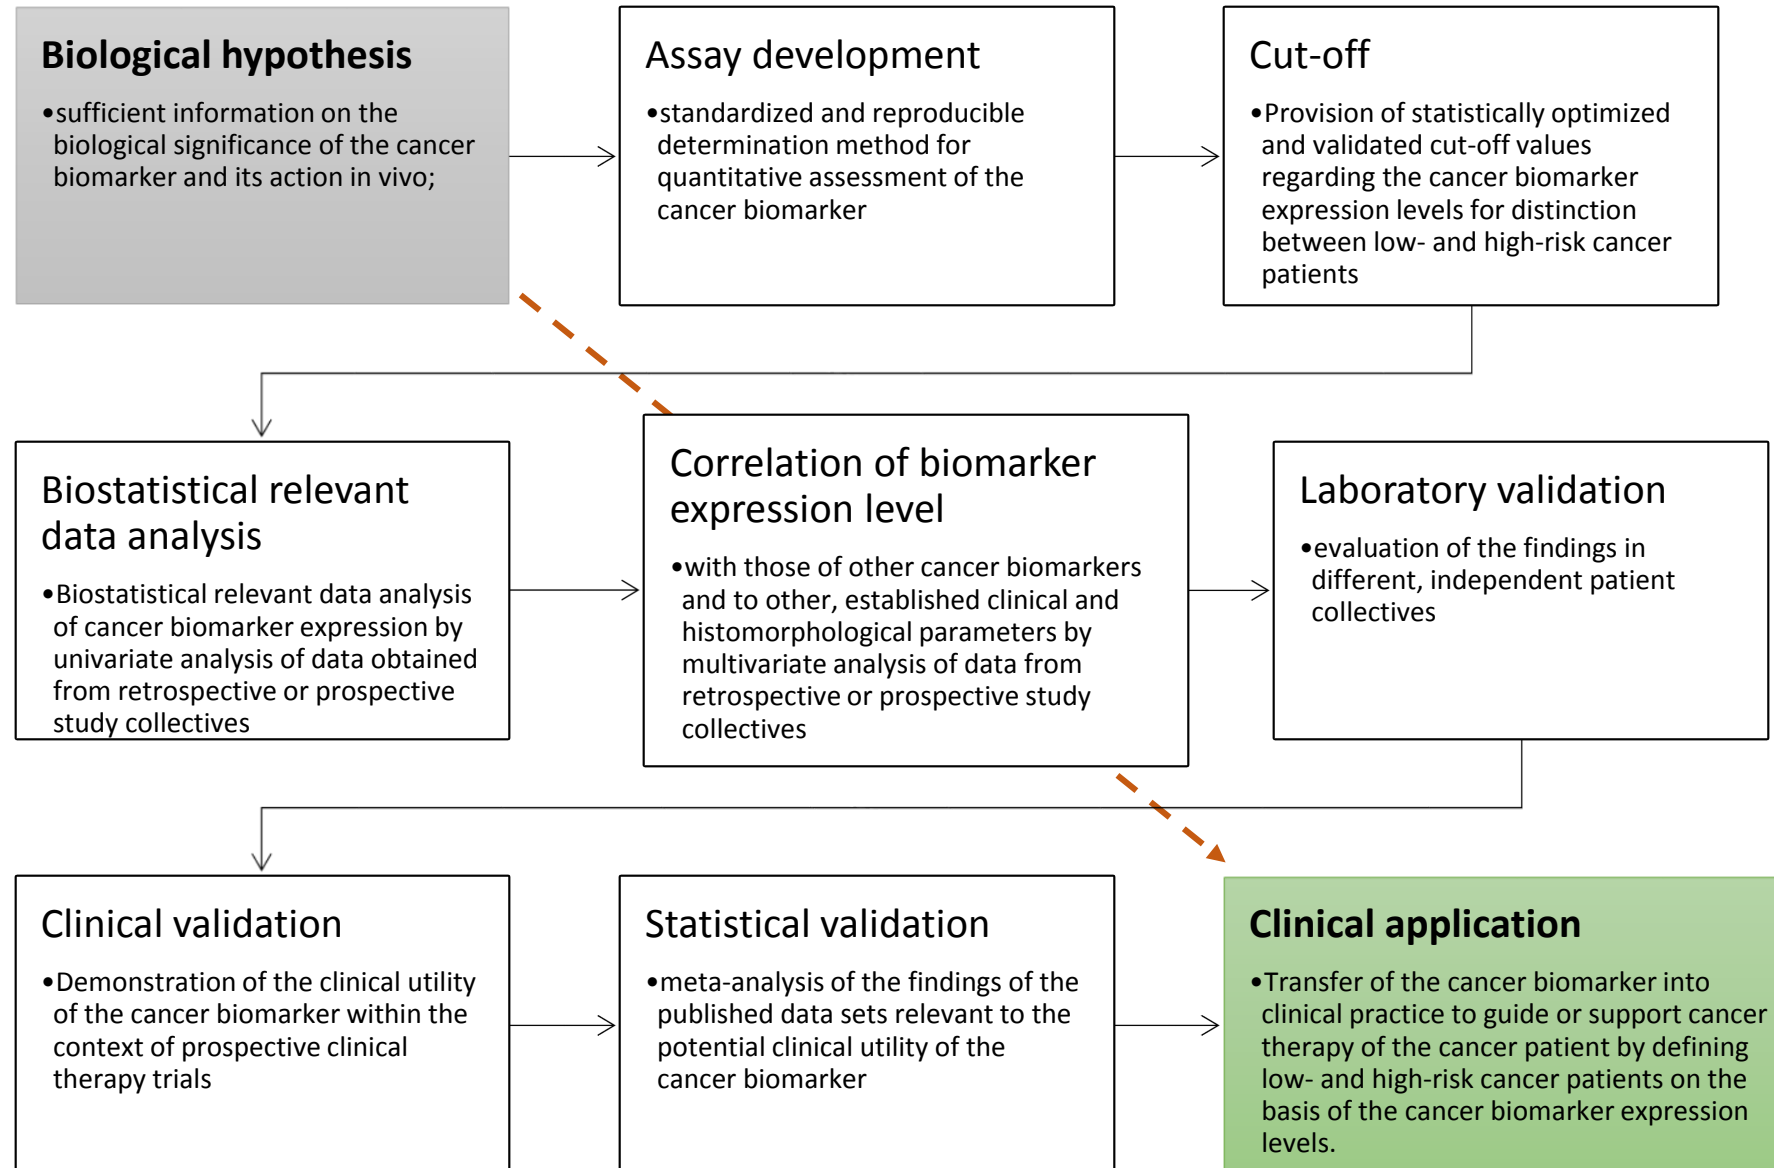 Biological hypothesis
•sufficient information on the
biological significance of the cancer
biomarker and its action in vivo;
Assay development
•standardized and reproducible
determination method for
quantitative assessment of the
cancer biomarker
Cut-off
•Provision of statistically optimized
and validated cut-off values
regarding the cancer biomarker
expression levels for distinction
between low- and high-risk cancer
patients
Biostatistical relevant
data analysis
•Biostatistical relevant data analysis
of cancer biomarker expression by
univariate analysis of data obtained
from retrospective or prospective
study collectives
Correlation of biomarker
expression level
•with those of other cancer biomarkers
and to other, established clinical and
histomorphological parameters by
multivariate analysis of data from
retrospective or prospective study
collectives
Laboratory validation
•evaluation of the findings in
different, independent patient
collectives
Clinical validation
•Demonstration of the clinical utility
of the cancer biomarker within the
context of prospective clinical
therapy trials
Statistical validation
•meta-analysis of the findings of the
published data sets relevant to the
potential clinical utility of the
cancer biomarker
Clinical application
•Transfer of the cancer biomarker into
clinical practice to guide or support cancer
therapy of the cancer patient by defining
low- and high-risk cancer patients on the
basis of the cancer biomarker expression
levels.